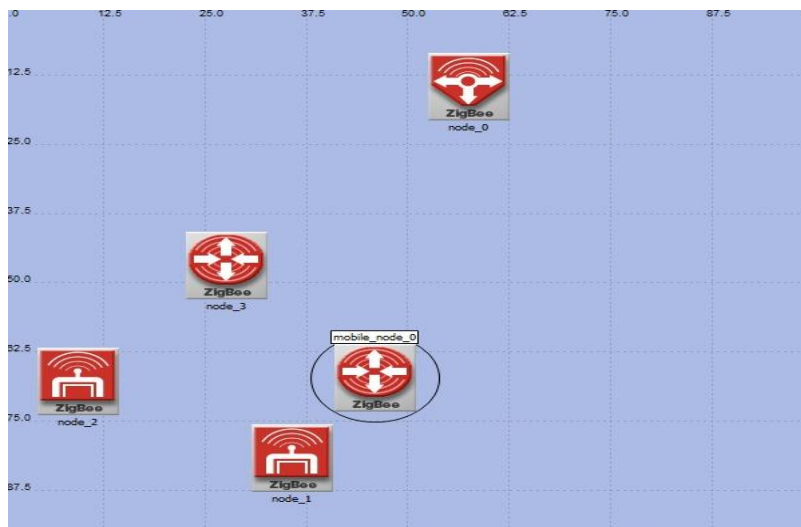 .0 12.5 25.0 37.5 50.0 62.5 75.0 87.5
12.5
ZigBee
node_0
25.0
37.5
50.0
ZigBee
node_3
mobile_node_0
62.5
ZigBee
ZigBee
node_2
75.0
ZigBee
node_1
87.5